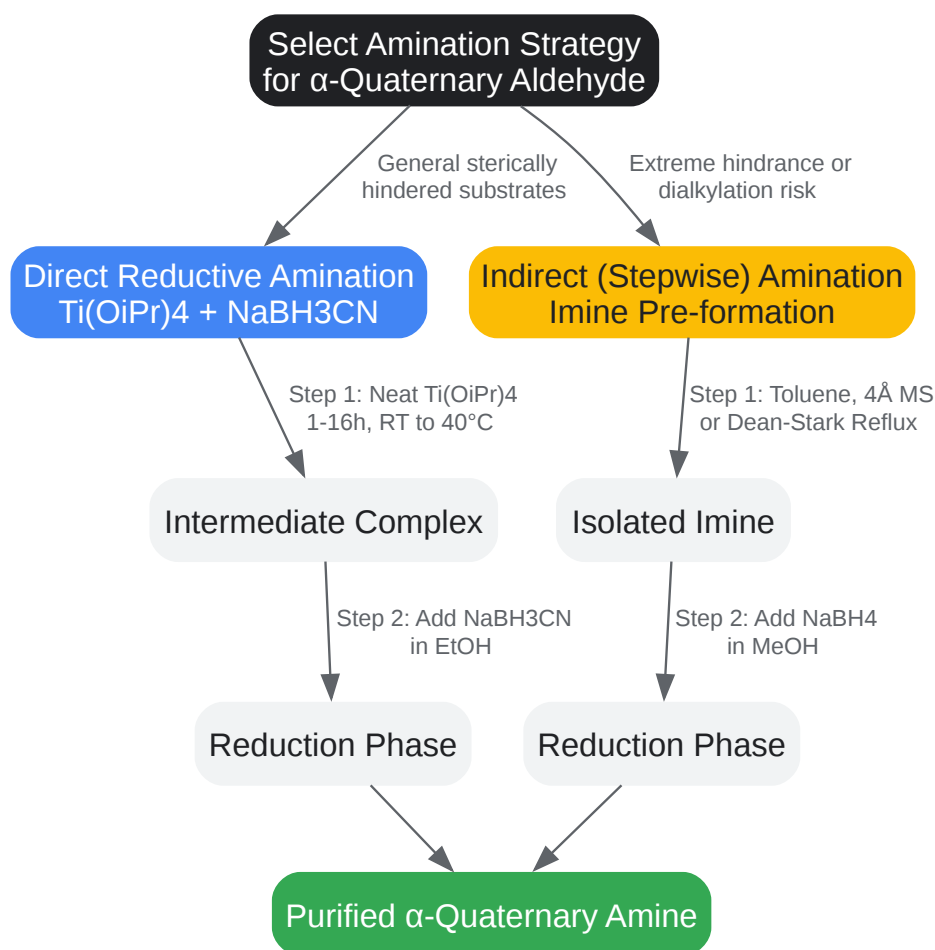 Select Amination Strategy
for α-Quaternary Aldehyde
General sterically
hindered substrates
Extreme hindrance or
dialkylation risk
Direct Reductive Amination
Ti(OiPr)4 + NaBH3CN
Indirect (Stepwise) Amination
Imine Pre-formation
Step 1: Neat Ti(OiPr)4
1-16h, RT to 40°C
Step 1: Toluene, 4Å MS
or Dean-Stark Reflux
Intermediate Complex
Isolated Imine
Step 2: Add NaBH3CN
in EtOH
Step 2: Add NaBH4
in MeOH
Reduction Phase
Reduction Phase
Purified α-Quaternary Amine